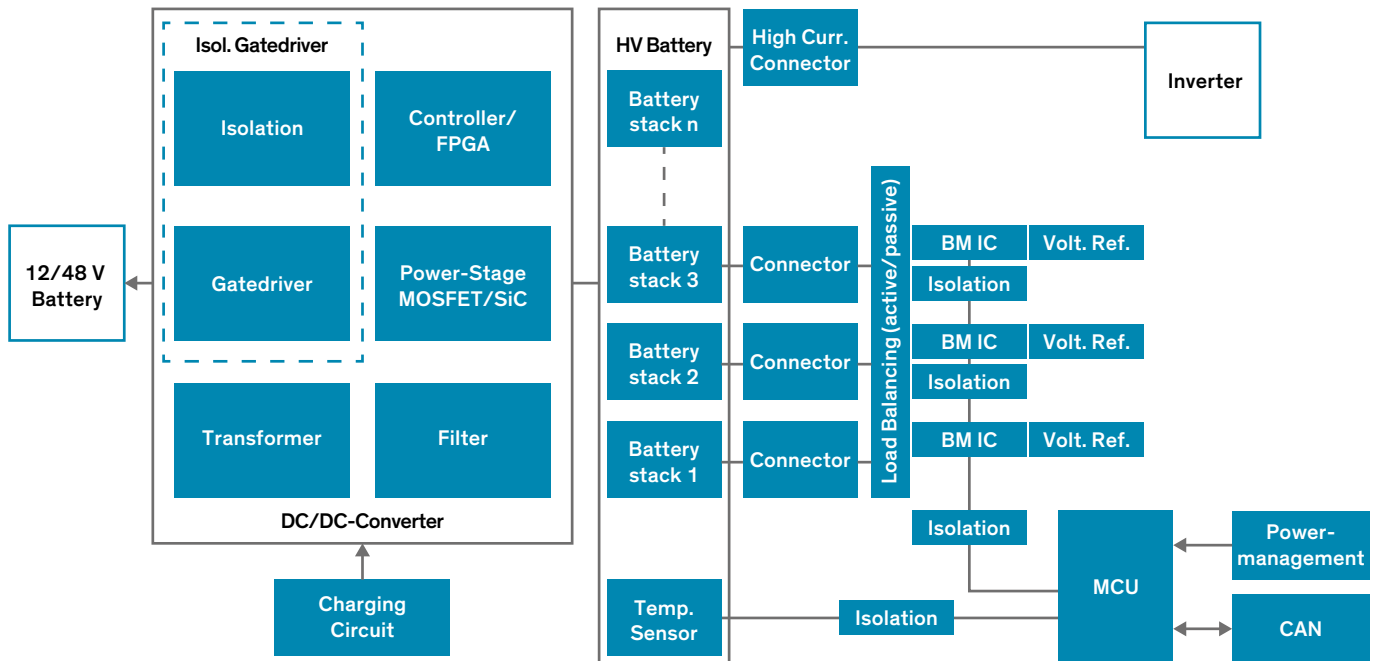 Isol. Gatedriver
Isolation
Controller/
FPGA
Gatedriver
Power-Stage
MOSFET/SiC
Transformer
Filter
DC/DC-Converter
12/48 V
Battery
Charging
Circuit
HV Battery
Battery
stack n
Battery
stack 3
Battery
stack 2
Battery
stack 1
Temp.
Sensor
High Curr.
Connector
Inverter
Connector
Connector
Connector
Load Balancing (active/passive)
BM IC
Volt. Ref.
Isolation
BM IC
Volt. Ref.
Isolation
BM IC
Volt. Ref.
Isolation
Isolation
MCU
Power-
management
CAN